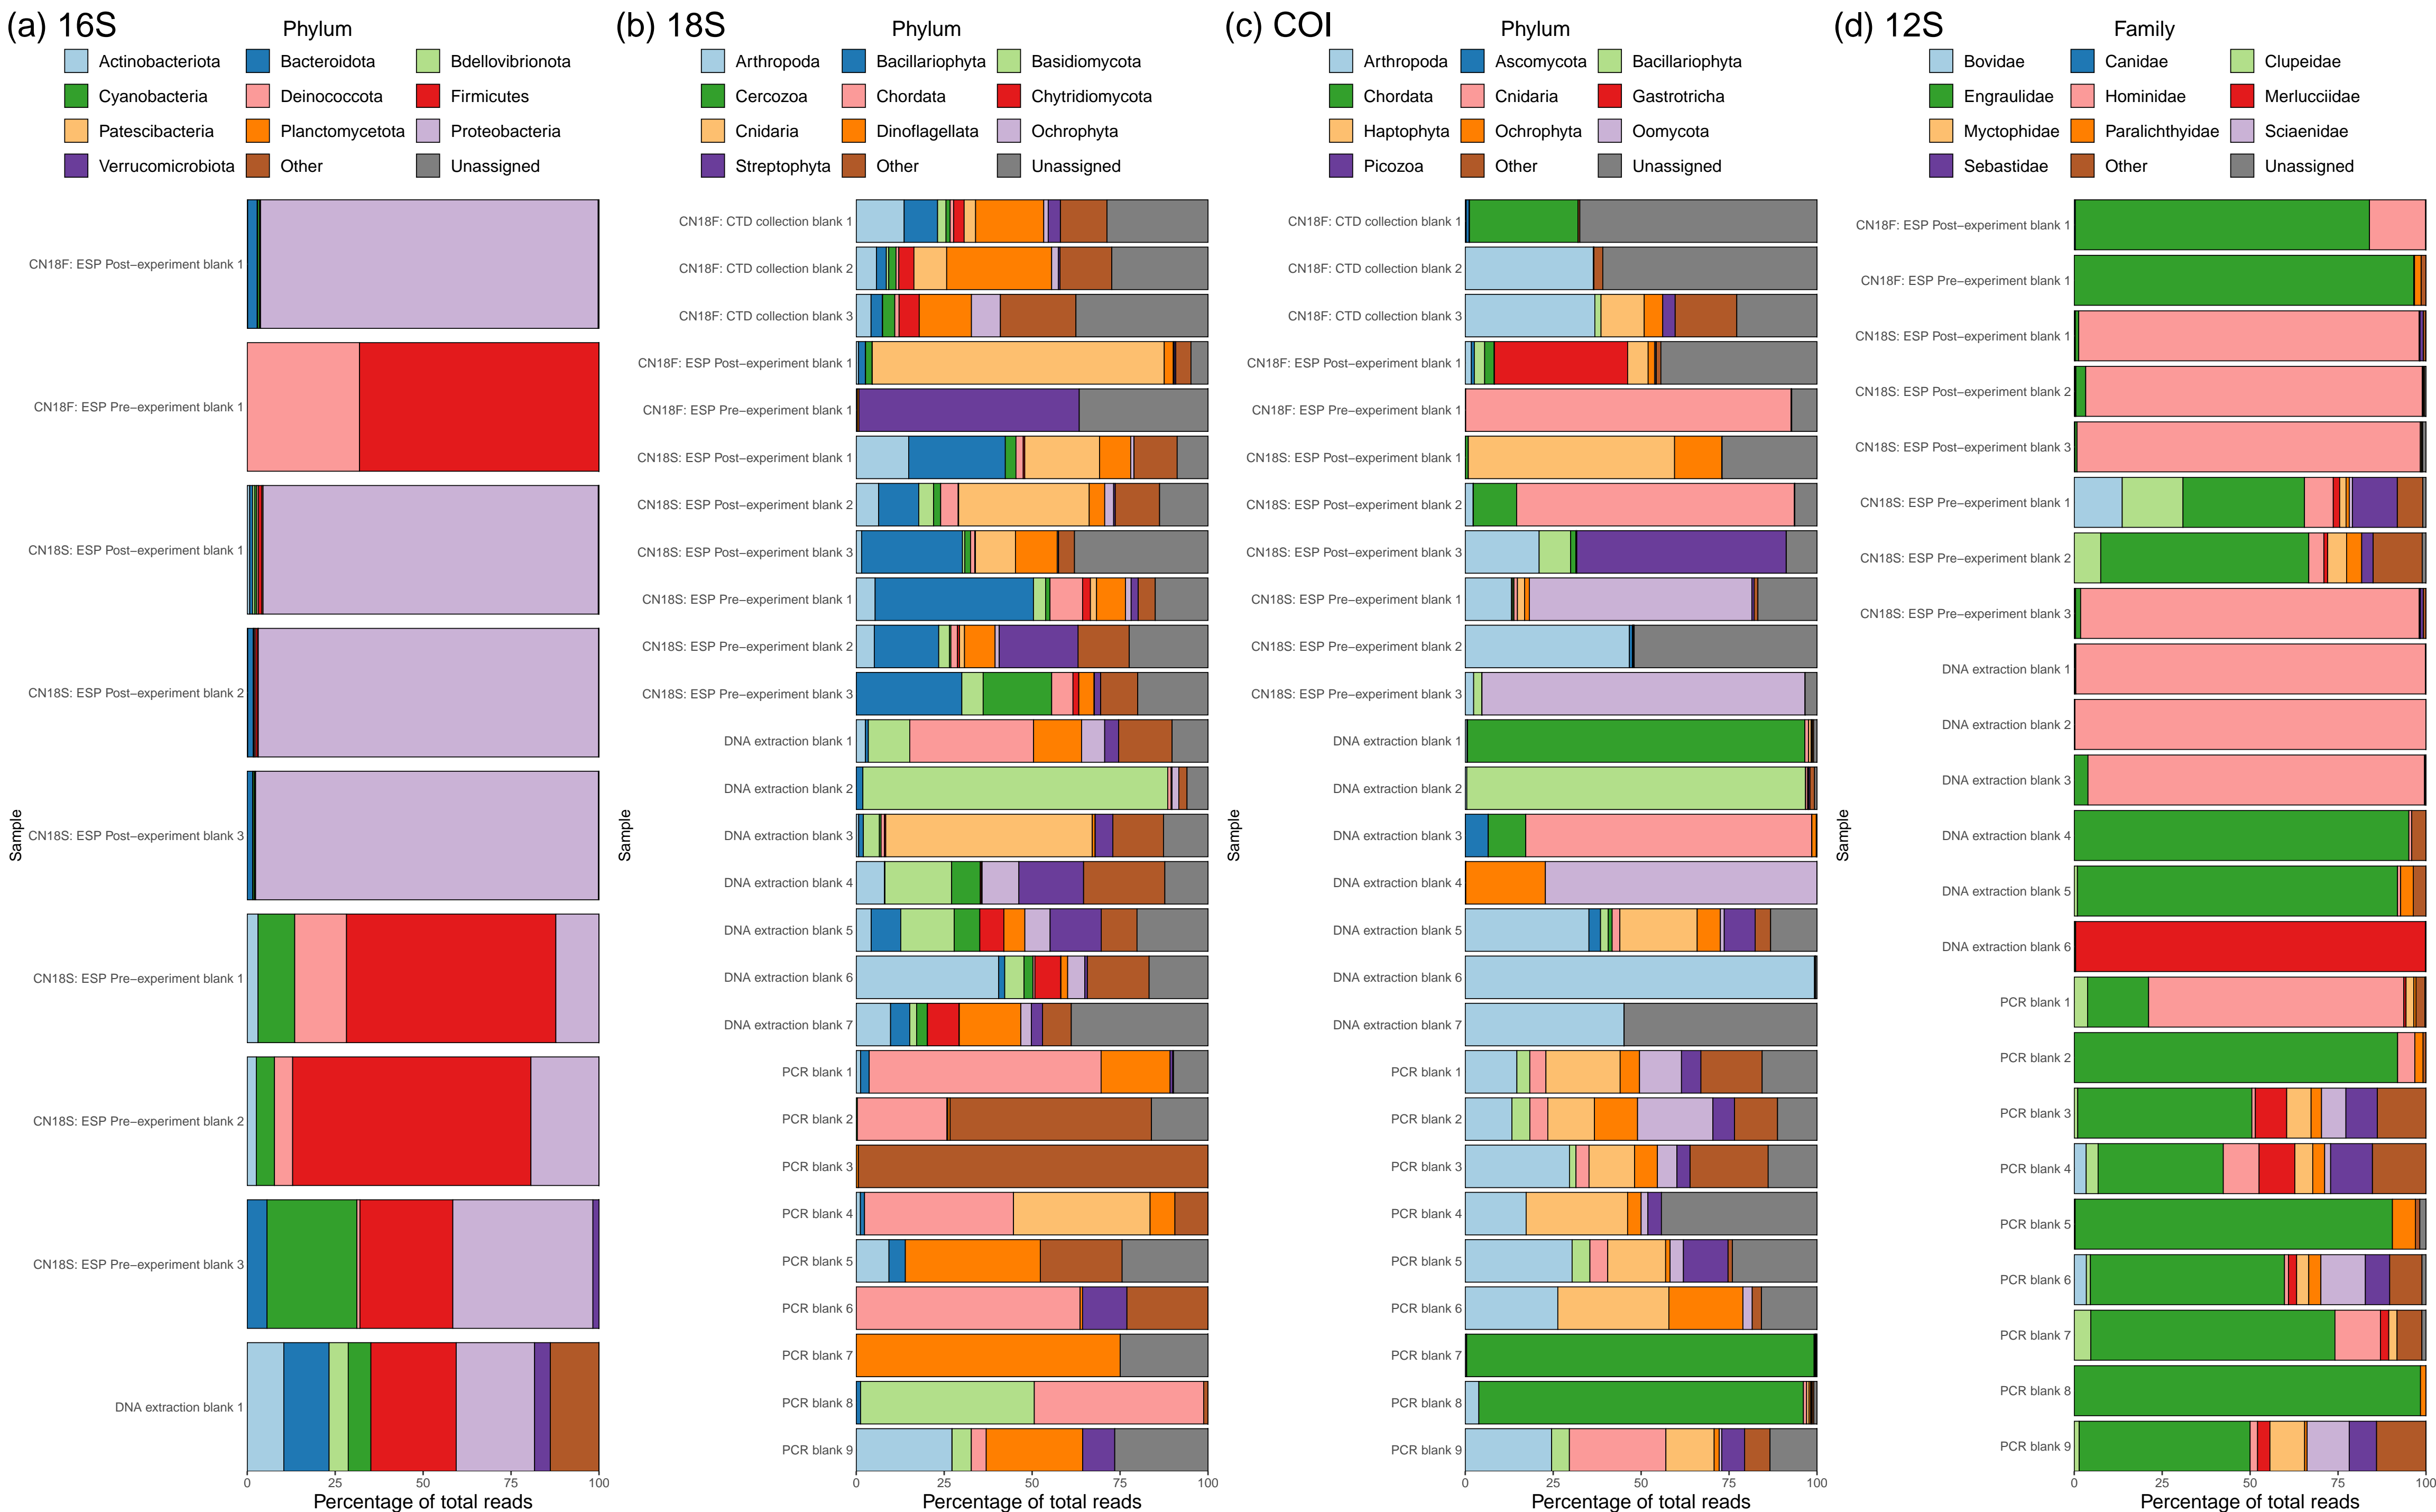 (a) 16S
Phylum
Actinobacteriota Bacteroidota Bdellovibrionota
Cyanobacteria Deinococcota Firmicutes
Patescibacteria Planctomycetota Proteobacteria
Verrucomicrobiota Other Unassigned
Sample
CN18F: ESP Post–experiment blank 1
CN18F: ESP Pre–experiment blank 1
CN18S: ESP Post–experiment blank 1
CN18S: ESP Post–experiment blank 2
CN18S: ESP Post–experiment blank 3
CN18S: ESP Pre–experiment blank 1
CN18S: ESP Pre–experiment blank 2
CN18S: ESP Pre–experiment blank 3
DNA extraction blank 1
0 25 50 75 100
Percentage of total reads
(b) 18S
Phylum
Arthropoda Bacillariophyta Basidiomycota
Cercozoa Chordata Chytridiomycota
Cnidaria Dinoflagellata Ochrophyta
Streptophyta Other Unassigned
Sample
CN18F: CTD collection blank 1
CN18F: CTD collection blank 2
CN18F: CTD collection blank 3
CN18F: ESP Post–experiment blank 1
CN18F: ESP Pre–experiment blank 1
CN18S: ESP Post–experiment blank 1
CN18S: ESP Post–experiment blank 2
CN18S: ESP Post–experiment blank 3
CN18S: ESP Pre–experiment blank 1
CN18S: ESP Pre–experiment blank 2
CN18S: ESP Pre–experiment blank 3
DNA extraction blank 1
DNA extraction blank 2
DNA extraction blank 3
DNA extraction blank 4
DNA extraction blank 5
DNA extraction blank 6
DNA extraction blank 7
PCR blank 1
PCR blank 2
PCR blank 3
PCR blank 4
PCR blank 5
PCR blank 6
PCR blank 7
PCR blank 8
PCR blank 9
0 25 50 75 100
Percentage of total reads
(c) COI
Phylum
Arthropoda Ascomycota Bacillariophyta
Chordata Cnidaria Gastrotricha
Haptophyta Ochrophyta Oomycota
Picozoa Other Unassigned
Sample
CN18F: CTD collection blank 1
CN18F: CTD collection blank 2
CN18F: CTD collection blank 3
CN18F: ESP Post–experiment blank 1
CN18F: ESP Pre–experiment blank 1
CN18S: ESP Post–experiment blank 1
CN18S: ESP Post–experiment blank 2
CN18S: ESP Post–experiment blank 3
CN18S: ESP Pre–experiment blank 1
CN18S: ESP Pre–experiment blank 2
CN18S: ESP Pre–experiment blank 3
DNA extraction blank 1
DNA extraction blank 2
DNA extraction blank 3
DNA extraction blank 4
DNA extraction blank 5
DNA extraction blank 6
DNA extraction blank 7
PCR blank 1
PCR blank 2
PCR blank 3
PCR blank 4
PCR blank 5
PCR blank 6
PCR blank 7
PCR blank 8
PCR blank 9
0 25 50 75 100
Percentage of total reads
(d) 12S
Family
Bovidae Canidae Clupeidae
Engraulidae Hominidae Merlucciidae
Myctophidae Paralichthyidae Sciaenidae
Sebastidae Other Unassigned
Sample
CN18F: ESP Post–experiment blank 1
CN18F: ESP Pre–experiment blank 1
CN18S: ESP Post–experiment blank 1
CN18S: ESP Post–experiment blank 2
CN18S: ESP Post–experiment blank 3
CN18S: ESP Pre–experiment blank 1
CN18S: ESP Pre–experiment blank 2
CN18S: ESP Pre–experiment blank 3
DNA extraction blank 1
DNA extraction blank 2
DNA extraction blank 3
DNA extraction blank 4
DNA extraction blank 5
DNA extraction blank 6
PCR blank 1
PCR blank 2
PCR blank 3
PCR blank 4
PCR blank 5
PCR blank 6
PCR blank 7
PCR blank 8
PCR blank 9
0 25 50 75 100
Percentage of total reads